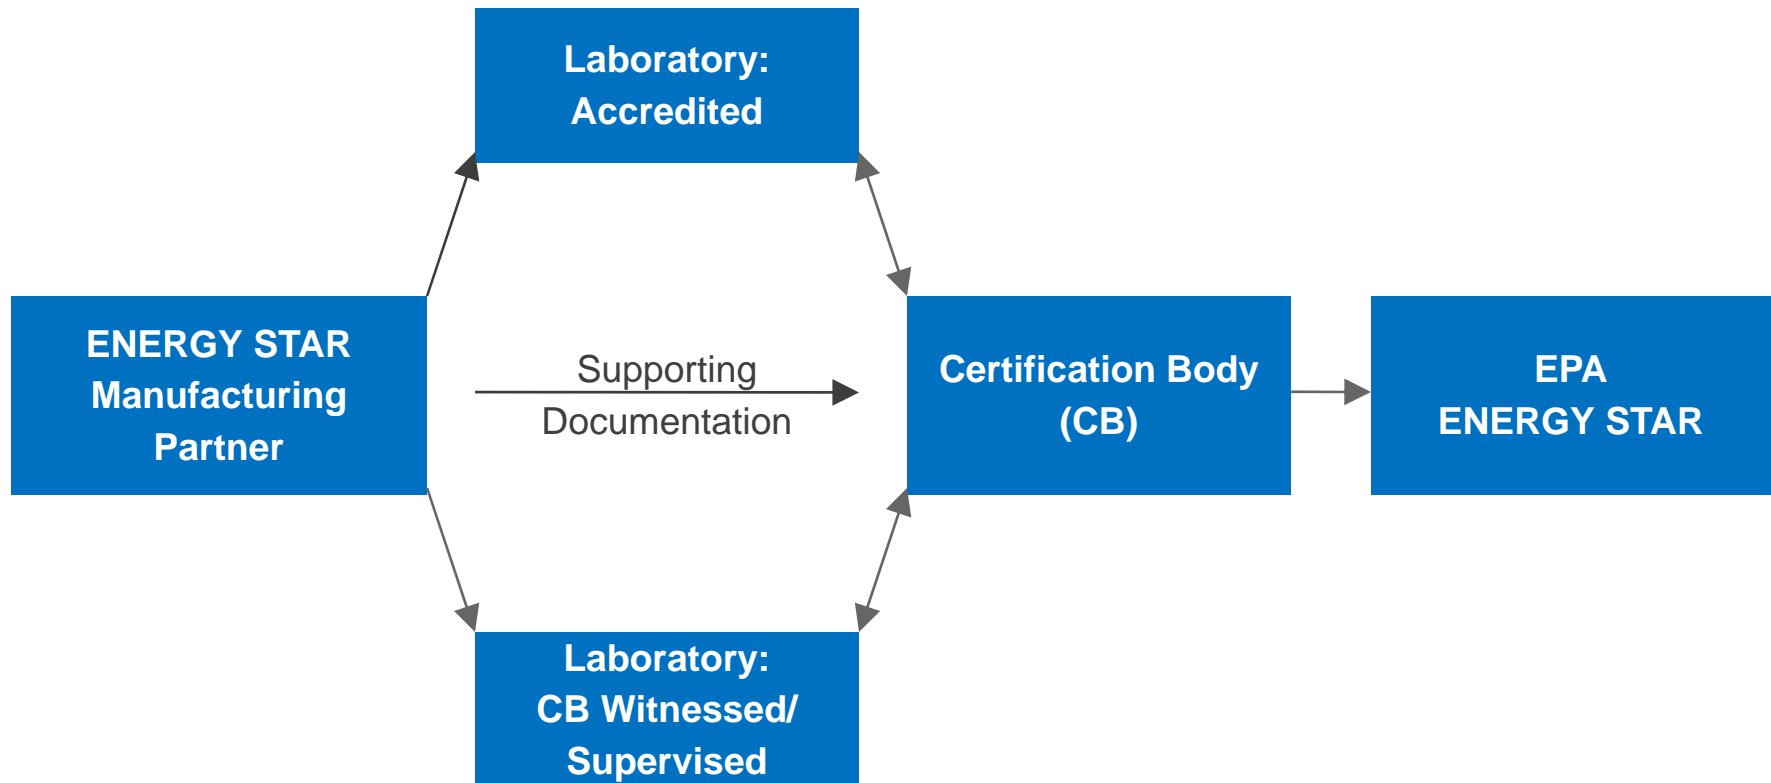 Laboratory:
Accredited
ENERGY STAR
Manufacturing
Partner
Supporting
Documentation
Certification Body
(CB)
EPA
ENERGY STAR
Laboratory:
CB Witnessed/
Supervised